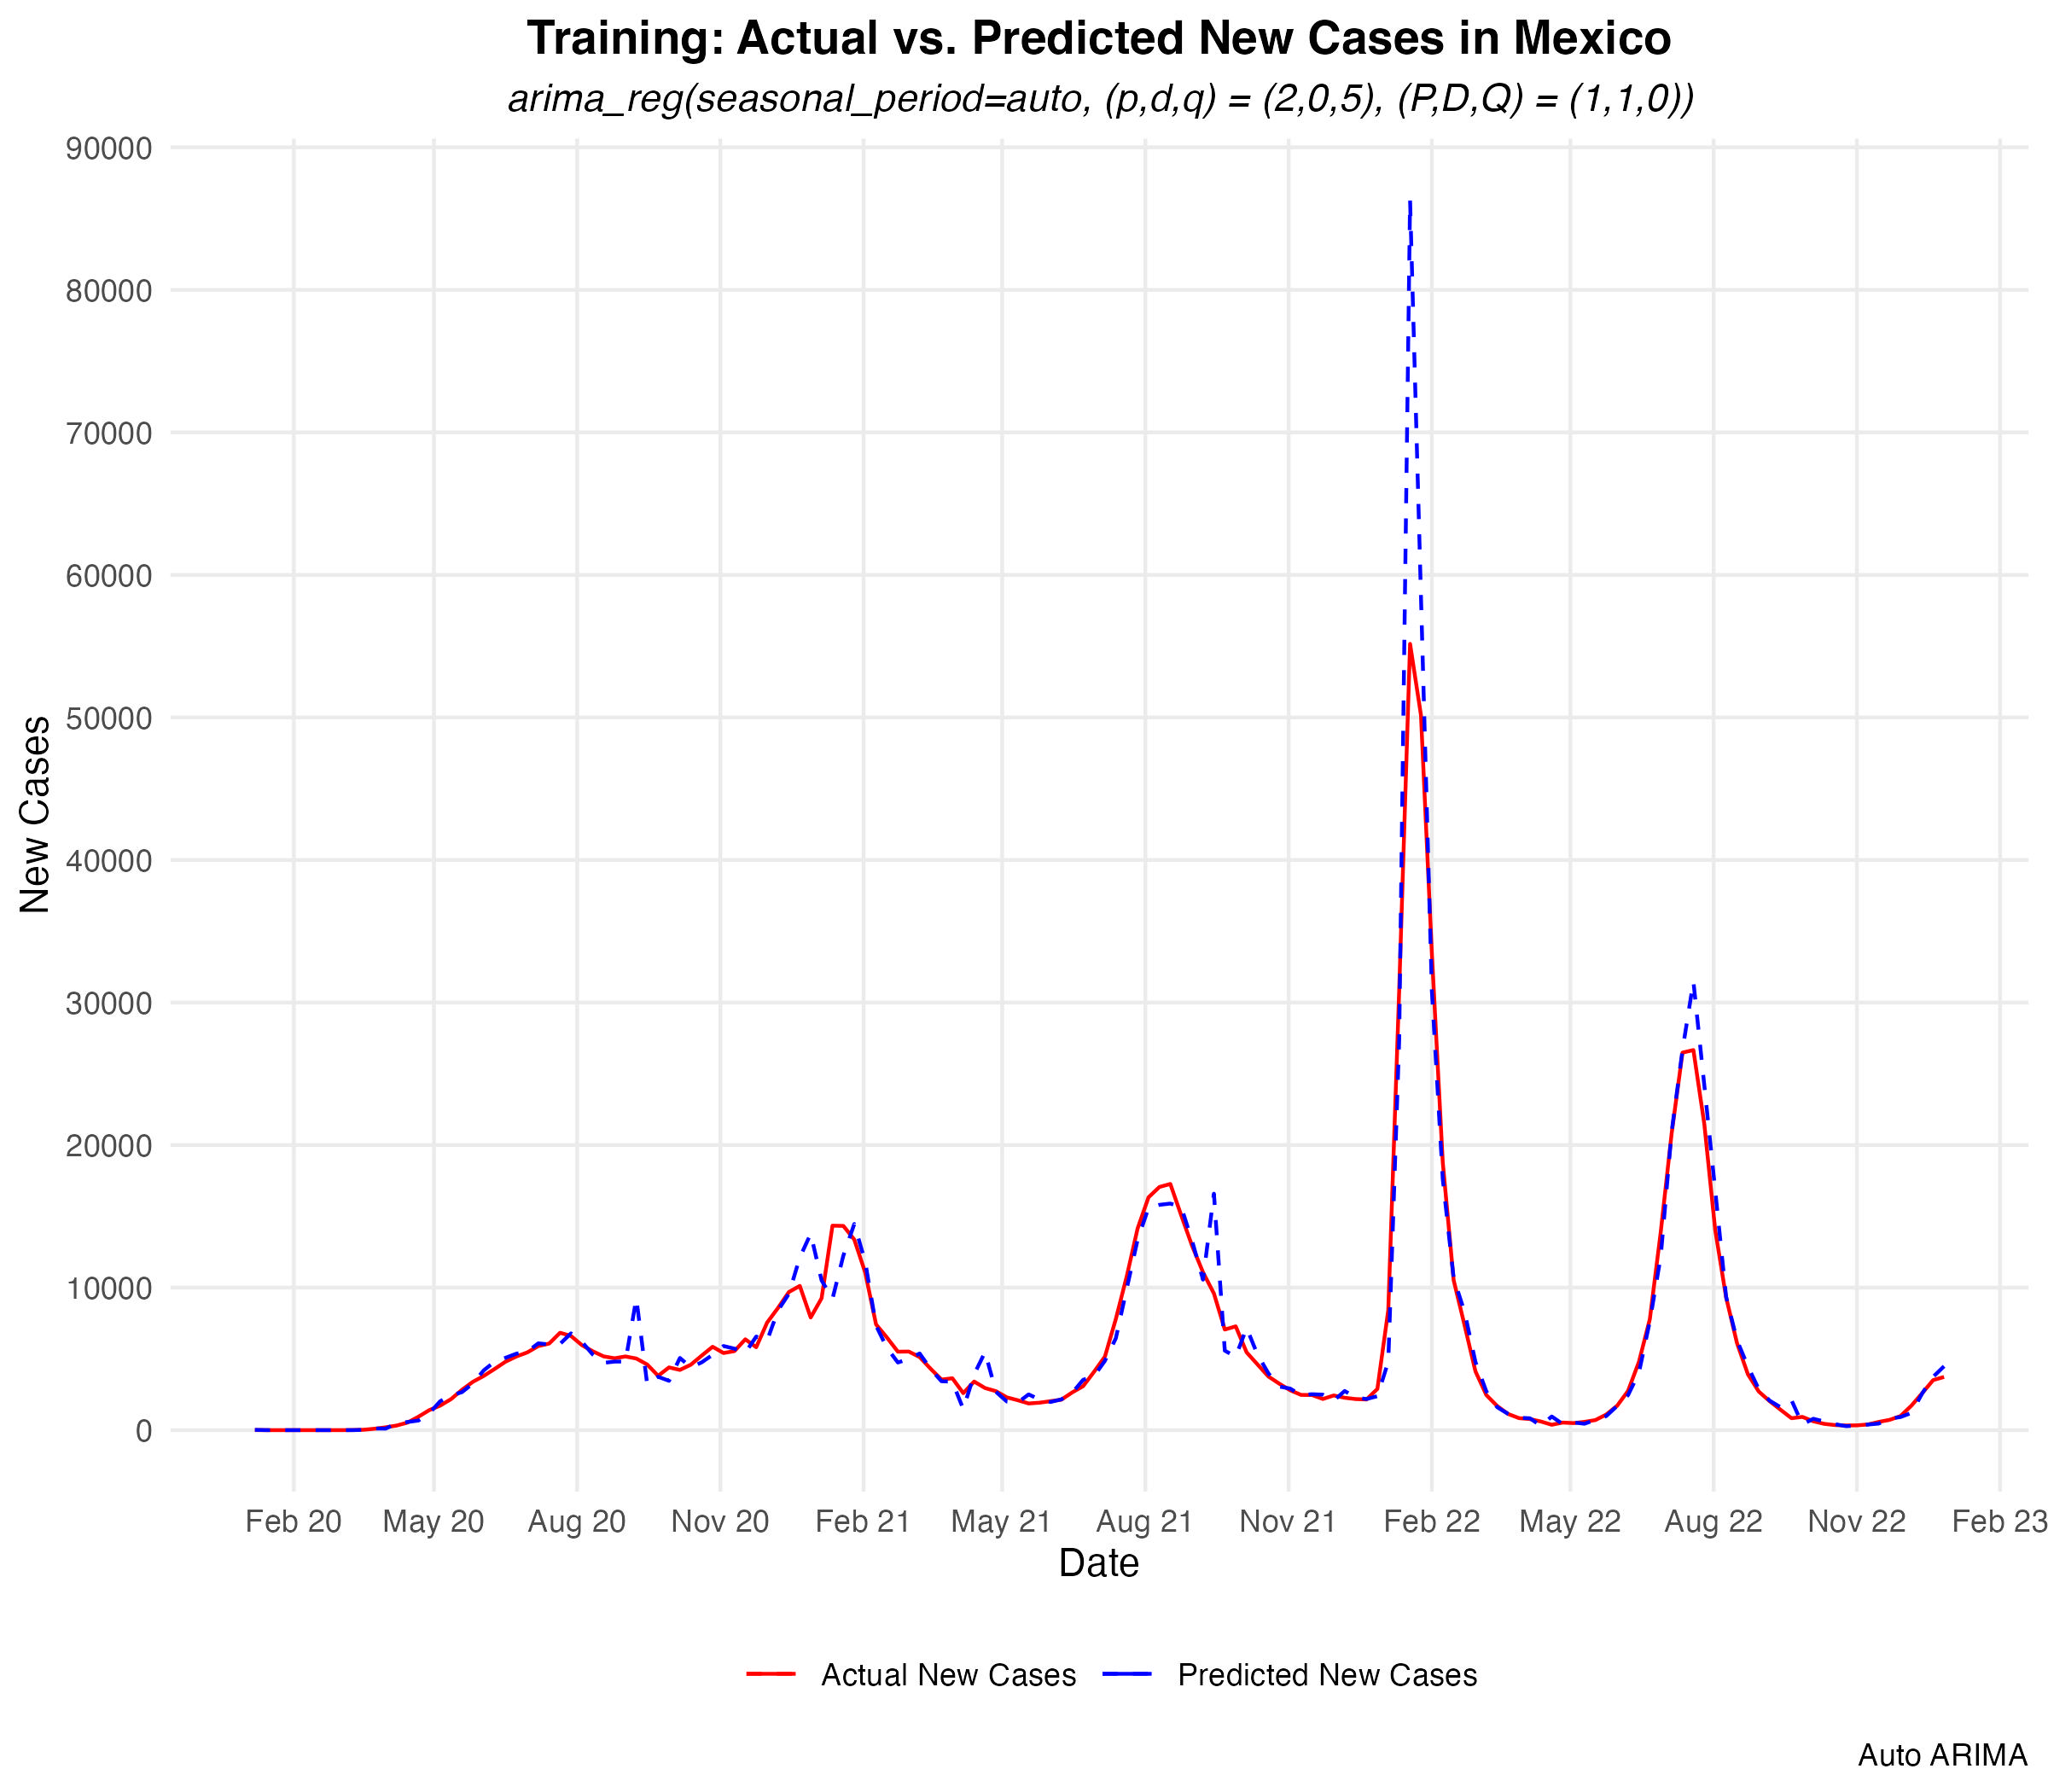 Training: Actual vs. Predicted New Cases in Mexico
arima_reg(seasonal_period=auto, (p,d,q) = (2,0,5), (P,D,Q) = (1,1,0))
90000
80000
70000
60000
50000
40000
30000
20000
10000
0
New Cases
Feb 20 May 20 Aug 20 Nov 20 Feb 21 May 21 Aug 21 Nov 21 Feb 22 May 22 Aug 22 Nov 22 Feb 23
Date
Actual New Cases Predicted New Cases
Auto ARIMA